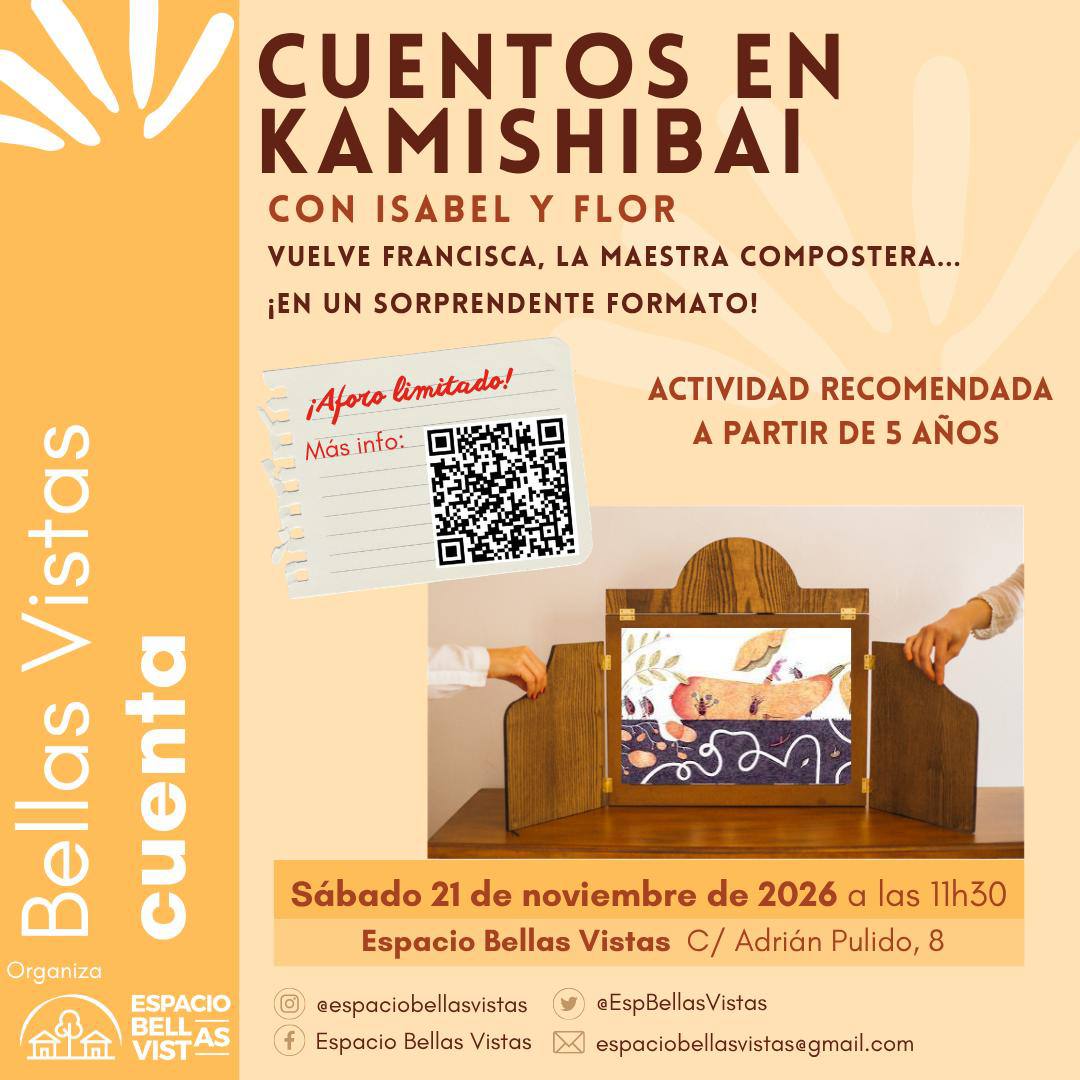 CUENTOS EN
KAMISHIBAI
CON ISABEL Y FLOR
VUELVE FRANCISCA, LA MAESTRA COMPOSTERA...
¡EN UN SORPRENDENTE FORMATO!
¡Aforo limitado!
Más info:
ACTIVIDAD RECOMENDADA
A PARTIR DE 5 AÑOS
Bellas Vistas
cuenta
Sábado 21 de noviembre de 2026 a las 11h30
Espacio Bellas Vistas C/ Adrián Pulido, 8
Organiza
ESPACIO
BELLAS
VISTAS
@espaciobellasvistas
@EspBellasVistas
Espacio Bellas Vistas
espaciobellasvistas@gmail.com